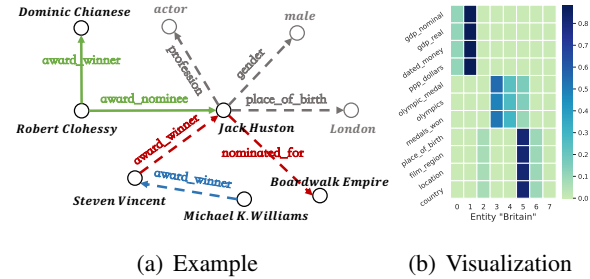 Dominic Chianese
actor
male
award_winner
profession
gender
award_nominee
place_of_birth
Robert Clohessy
Jack Huston
London
award_winner
nominated_for
award_winner
Boardwalk Empire
Steven Vincent
Michael K.Williams
(a) Example
gdp_nominal
gdp_real
dated_money
ppp_dollars
olympic_medal
olympics
medals_won
place_of_birth
film_region
location
country
0 1 2 3 4 5 6 7
Entity "Britain"
0.8
0.7
0.6
0.5
0.4
0.3
0.2
0.1
0.0
(b) Visualization